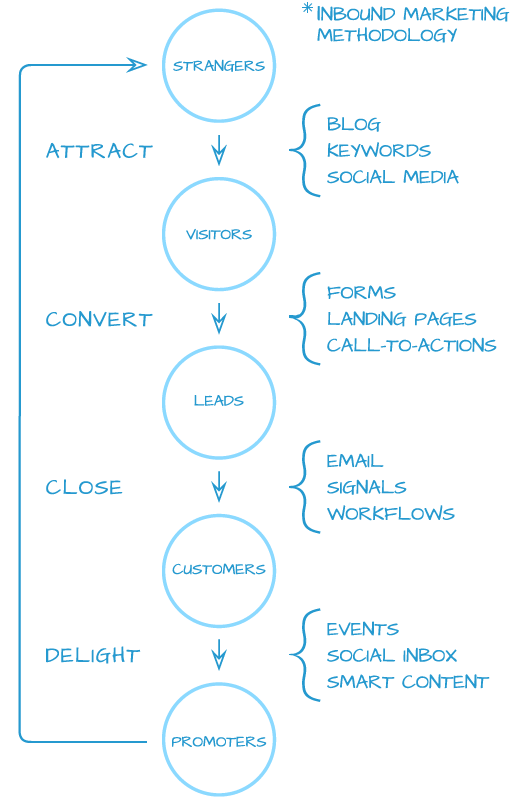 * INBOUND MARKETING
METHODOLOGY
STRANGERS
ATTRACT
BLOG
KEYWORDS
SOCIAL MEDIA
VISITORS
CONVERT
FORMS
LANDING PAGES
CALL-TO-ACTIONS
LEADS
CLOSE
EMAIL
SIGNALS
WORKFLOWS
CUSTOMERS
DELIGHT
EVENTS
SOCIAL INBOX
SMART CONTENT
PROMOTERS